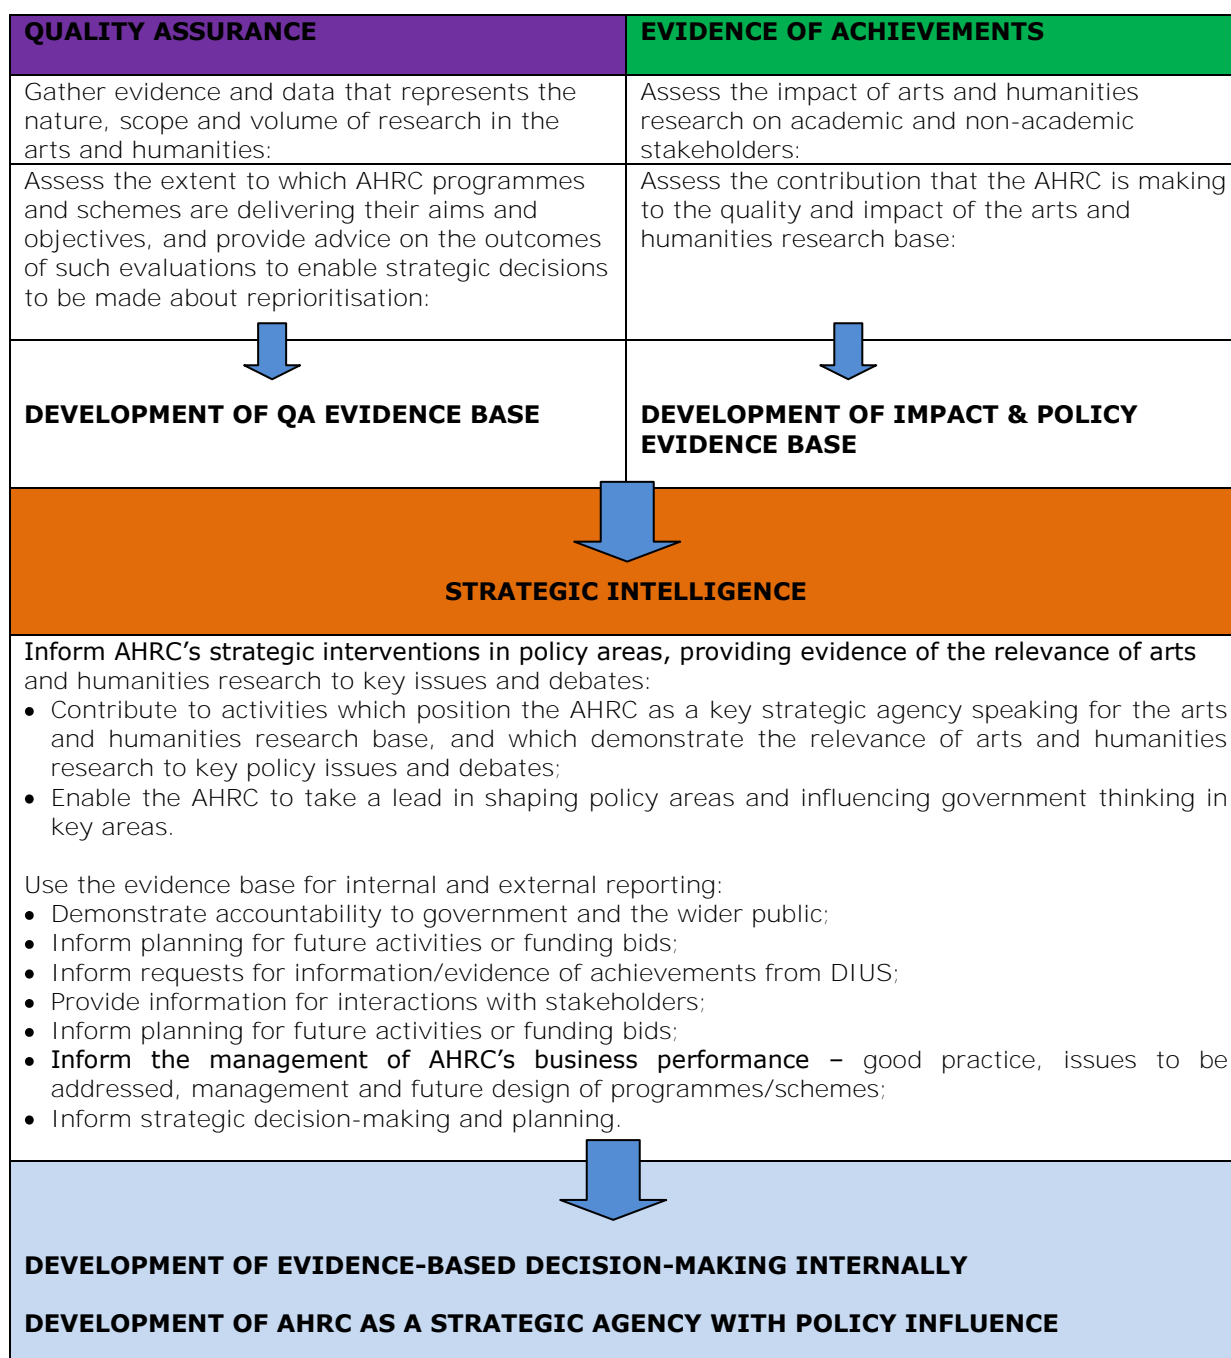 QUALITY ASSURANCE
EVIDENCE OF ACHIEVEMENTS
Gather evidence and data that represents the
nature, scope and volume of research in the
arts and humanities:
Assess the impact of arts and humanities
research on academic and non-academic
stakeholders:
Assess the extent to which AHRC programmes
and schemes are delivering their aims and
objectives, and provide advice on the outcomes
of such evaluations to enable strategic decisions
to be made about reprioritisation:
Assess the contribution that the AHRC is making
to the quality and impact of the arts and
humanities research base:
DEVELOPMENT OF QA EVIDENCE BASE
DEVELOPMENT OF IMPACT & POLICY
EVIDENCE BASE
STRATEGIC INTELLIGENCE
Inform AHRC’s strategic interventions in policy areas, providing evidence of the relevance of arts
and humanities research to key issues and debates:
• Contribute to activities which position the AHRC as a key strategic agency speaking for the arts
and humanities research base, and which demonstrate the relevance of arts and humanities
research to key policy issues and debates;
• Enable the AHRC to take a lead in shaping policy areas and influencing government thinking in
key areas.
Use the evidence base for internal and external reporting:
• Demonstrate accountability to government and the wider public;
• Inform planning for future activities or funding bids;
• Inform requests for information/evidence of achievements from DIUS;
• Provide information for interactions with stakeholders;
• Inform planning for future activities or funding bids;
• Inform the management of AHRC’s business performance – good practice, issues to be
addressed, management and future design of programmes/schemes;
• Inform strategic decision-making and planning.
DEVELOPMENT OF EVIDENCE-BASED DECISION-MAKING INTERNALLY
DEVELOPMENT OF AHRC AS A STRATEGIC AGENCY WITH POLICY INFLUENCE